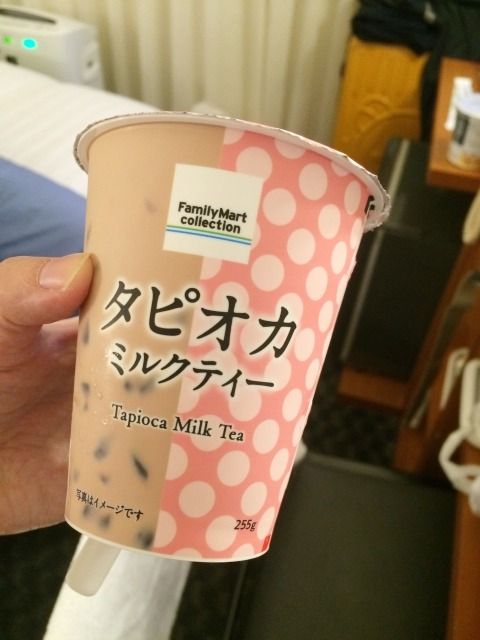 FamilyMart
collection
タピオカ
ミルクティー
Tapioca Milk Tea
写真はイメージです
255g